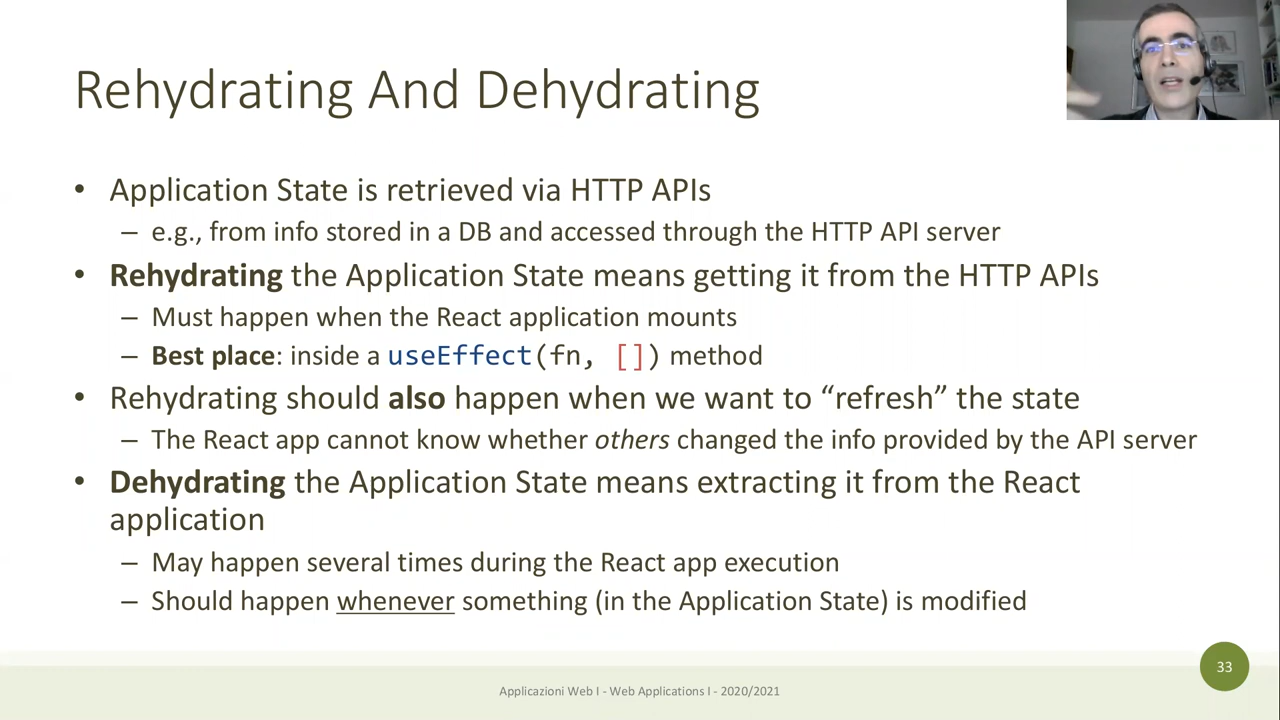 Rehydrating And Dehydrating
• Application State is retrieved via HTTP APIs
– e.g., from info stored in a DB and accessed through the HTTP API server
• Rehydrating the Application State means getting it from the HTTP APIs
– Must happen when the React application mounts
– Best place: inside a useEffect(fn, []) method
• Rehydrating should also happen when we want to “refresh” the state
– The React app cannot know whether others changed the info provided by the API server
• Dehydrating the Application State means extracting it from the React
application
– May happen several times during the React app execution
– Should happen whenever something (in the Application State) is modified
33
Applicazioni Web I - Web Applications I - 2020/2021